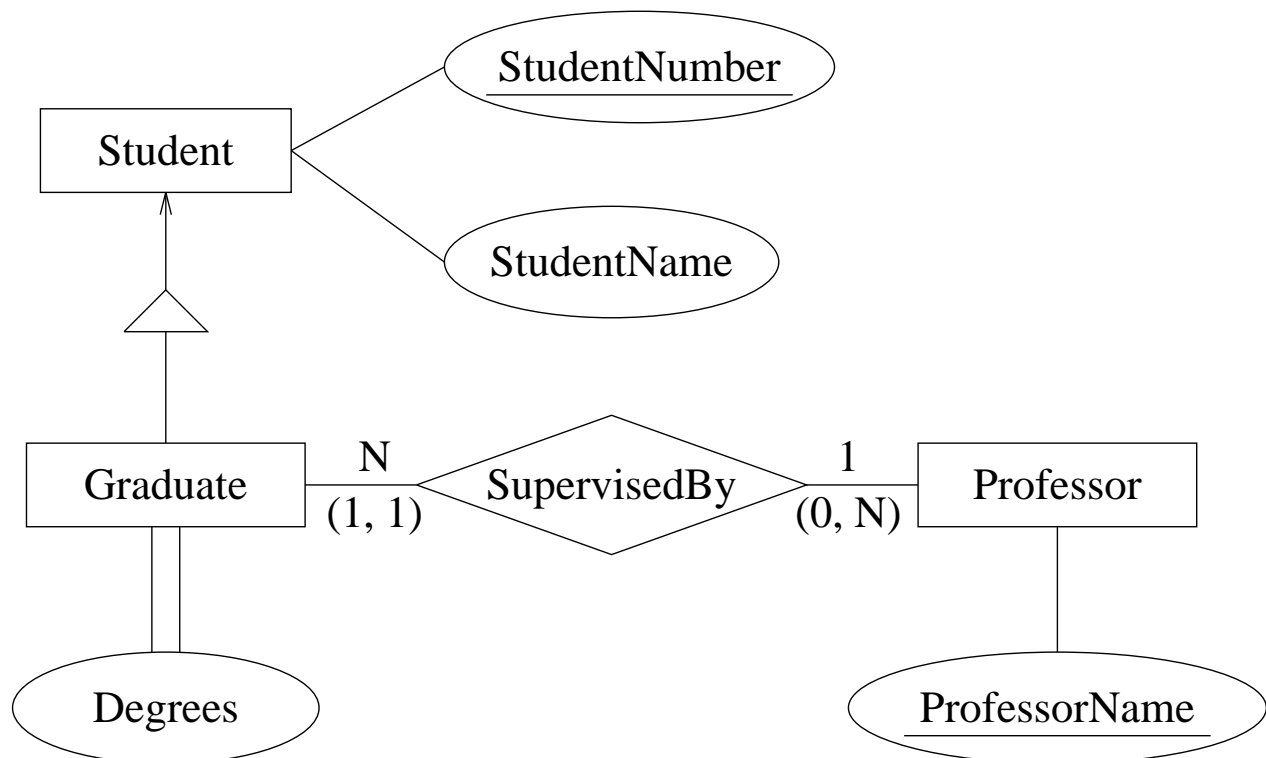 StudentNumber
Student
StudentName
N
1
Graduate
SupervisedBy
Professor
(1, 1)
(0, N)
Degrees
ProfessorName